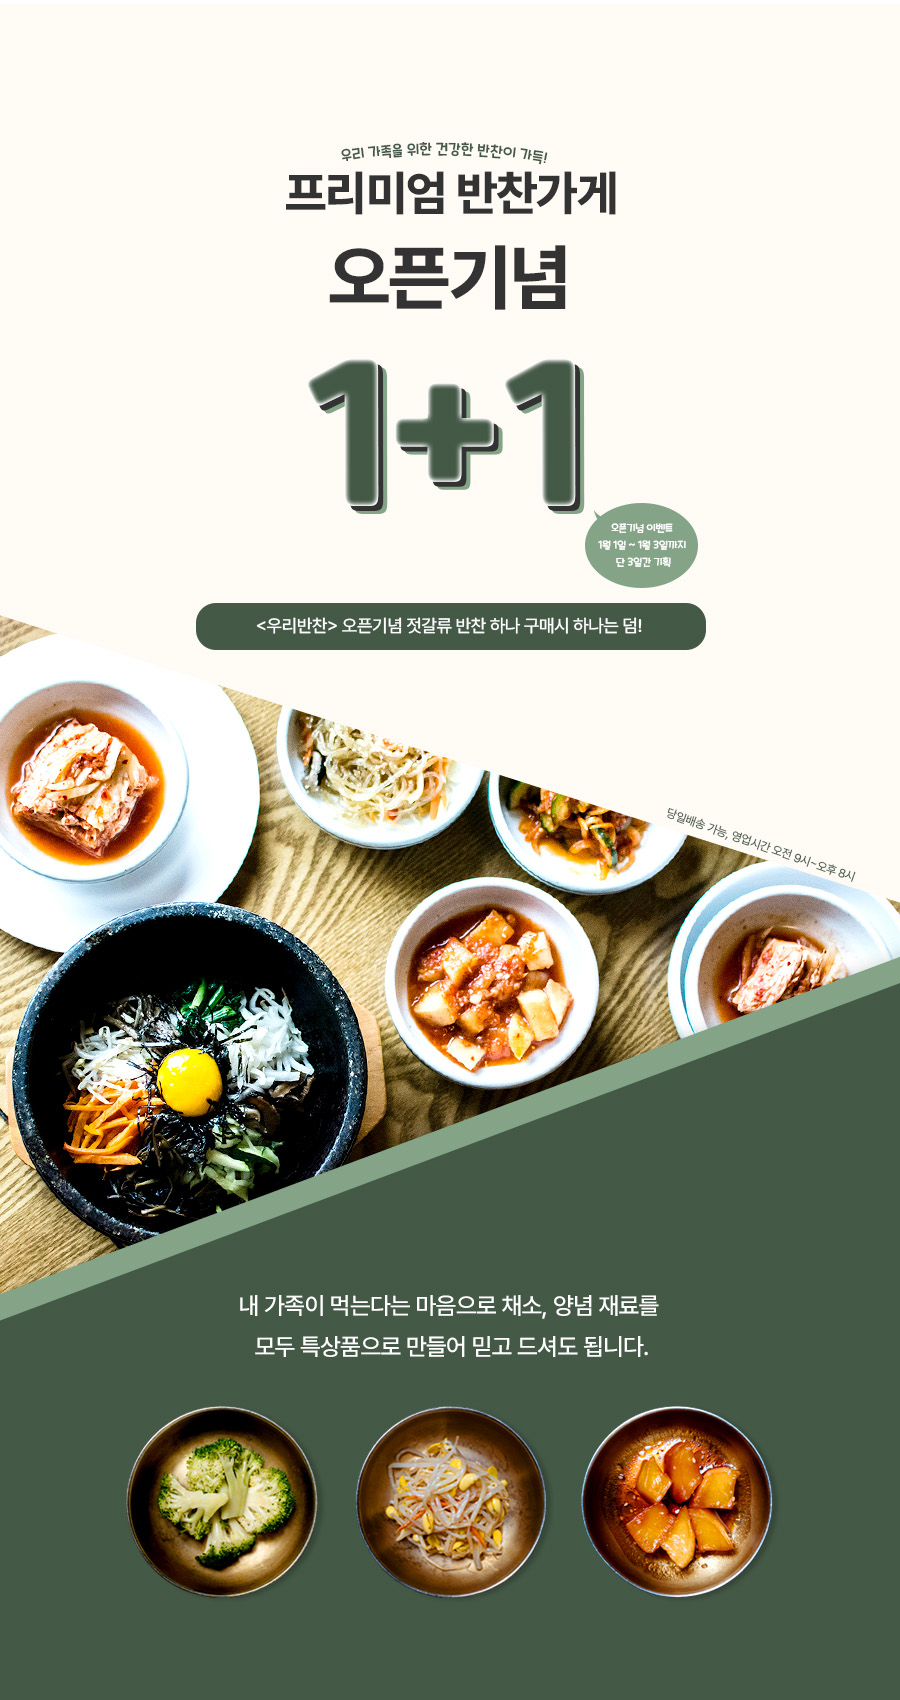 우리 가족을 위한 건강한 반찬이 가득!
프리미엄 반찬가게
오픈기념
1+1
오픈기념 이벤트
1월 1일 ~ 1월 3일까지
단 3일간 기획
<우리반찬> 오픈기념 젓갈류 반찬 하나 구매시 하나는 덤!
당일배송 가능, 영업시간 오전 9시~오후 8시
내 가족이 먹는다는 마음으로 채소, 양념 재료를
모두 특상품으로 만들어 믿고 드셔도 됩니다.